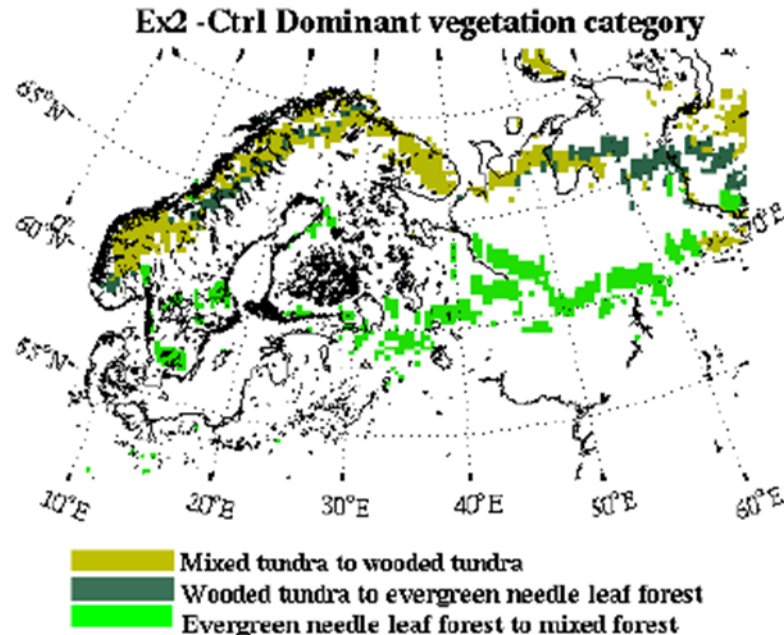 Ex2 -Ctrl Dominant vegetation category
65°N
60°N
55°N
10°E
20°E
30°E
40°E
50°E
60°E
Mixed tundra to wooded tundra
Wooded tundra to evergreen needle leaf forest
Evergreen needle leaf forest to mixed forest